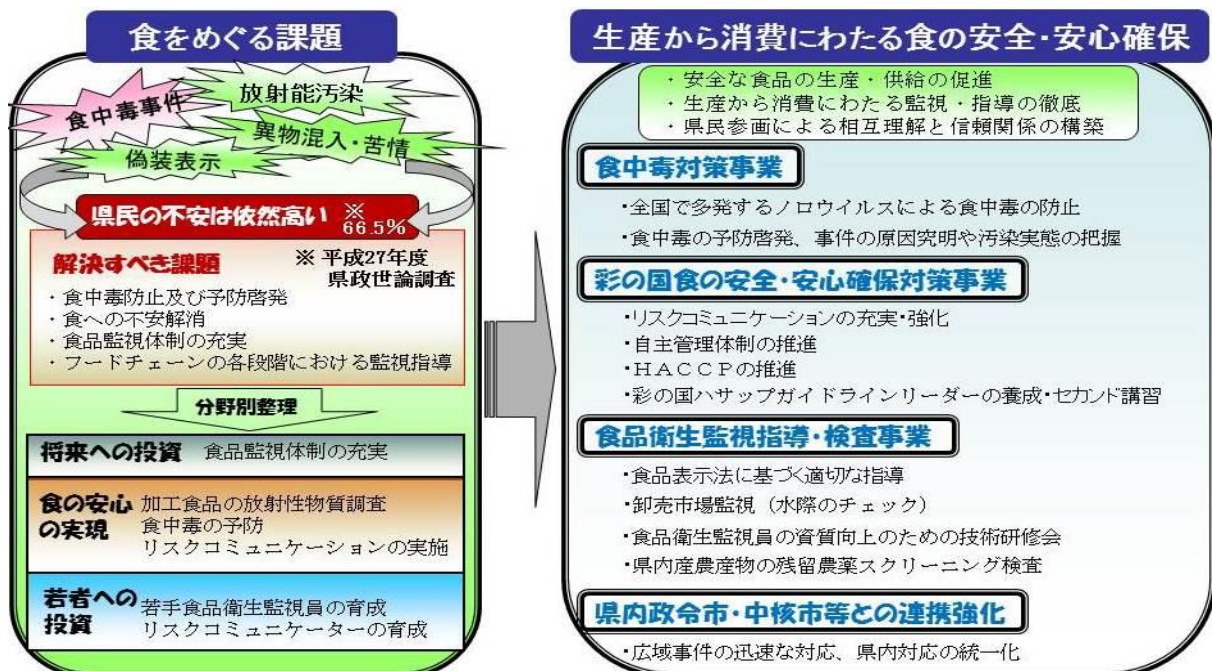 食をめぐる課題
食中毒事件
放射能汚染
異物混入・苦情
偽装表示
県民の不安は依然高い ※66.5%
解決すべき課題
※ 平成27年度
県政世論調査
・食中毒防止及び予防啓発
・食への不安解消
・食品監視体制の充実
・フードチェーンの各段階における監視指導
分野別整理
将来への投資 食品監視体制の充実
食の安心の実現
加工食品の放射性物質調査
食中毒の予防
リスクコミュニケーションの実施
若者への投資
若手食品衛生監視員の育成
リスクコミュニケーターの育成
生産から消費にわたる食の安全・安心確保
・安全な食品の生産・供給の促進
・生産から消費にわたる監視・指導の徹底
・県民参画による相互理解と信頼関係の構築
食中毒対策事業
・全国で多発するノロウイルスによる食中毒の防止
・食中毒の予防啓発、事件の原因究明や汚染実態の把握
彩の国食の安全・安心確保対策事業
・リスクコミュニケーションの充実・強化
・自主管理体制の推進
・HACCPの推進
・彩の国ハサップガイドラインリーダーの養成・セカンド講習
食品衛生監視指導・検査事業
・食品表示法に基づく適切な指導
・卸売市場監視（水際のチェック）
・食品衛生監視員の資質向上のための技術研修会
・県内産農産物の残留農薬スクリーニング検査
県内政令市・中核市等との連携強化
・広域事件の迅速な対応、県内対応の統一化